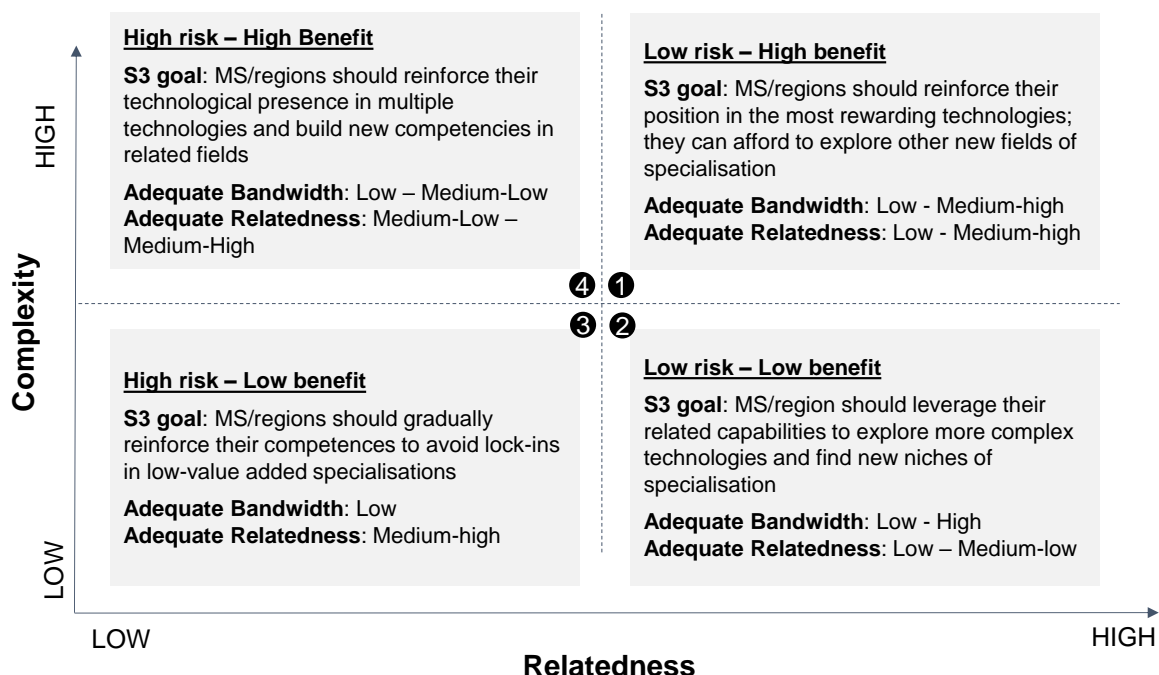 High risk – High Benefit
S3 goal: MS/regions should reinforce their
technological presence in multiple
technologies and build new competencies in
related fields
Adequate Bandwidth: Low – Medium-Low
Adequate Relatedness: Medium-Low –
Medium-High
Low risk – High benefit
S3 goal: MS/regions should reinforce their
position in the most rewarding technologies;
they can afford to explore other new fields of
specialisation
Adequate Bandwidth: Low - Medium-high
Adequate Relatedness: Low - Medium-high
HIGH
Complexity
LOW
4 1
3 2
High risk – Low benefit
S3 goal: MS/regions should gradually
reinforce their competences to avoid lock-ins
in low-value added specialisations
Adequate Bandwidth: Low
Adequate Relatedness: Medium-high
Low risk – Low benefit
S3 goal: MS/region should leverage their
related capabilities to explore more complex
technologies and find new niches of
specialisation
Adequate Bandwidth: Low - High
Adequate Relatedness: Low – Medium-low
LOW
HIGH
Relatedness